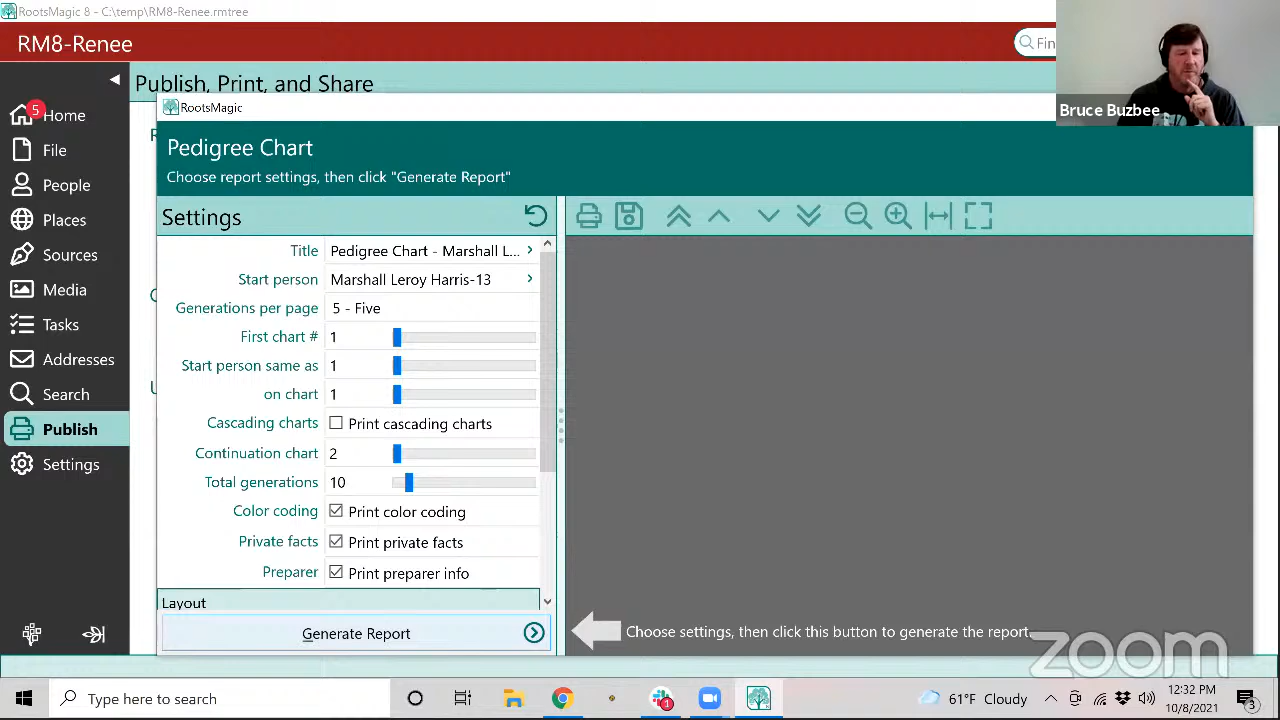 RootsMagic 8 - C:\temp\RM8-Renee.rmtree
RM8-Renee
Fin
Bruce Buzbee
Publish, Print, and Share
5
Home
File
People
Places
Sources
Media
Tasks
Addresses
Search
Publish
Settings
RootsMagic
Pedigree Chart
Choose report settings, then click "Generate Report"
Settings
Title Pedigree Chart - Marshall L...
Start person Marshall Leroy Harris-13
Generations per page 5 - Five
First chart # 1
Start person same as 1
on chart 1
Cascading charts Print cascading charts
Continuation chart 2
Total generations 10
Color coding Print color coding
Private facts Print private facts
Preparer Print preparer info
Layout
Generate Report
Choose settings, then click this button to generate the report.
zoom
Type here to search
1
61°F Cloudy
12:32 PM
10/8/2021
3